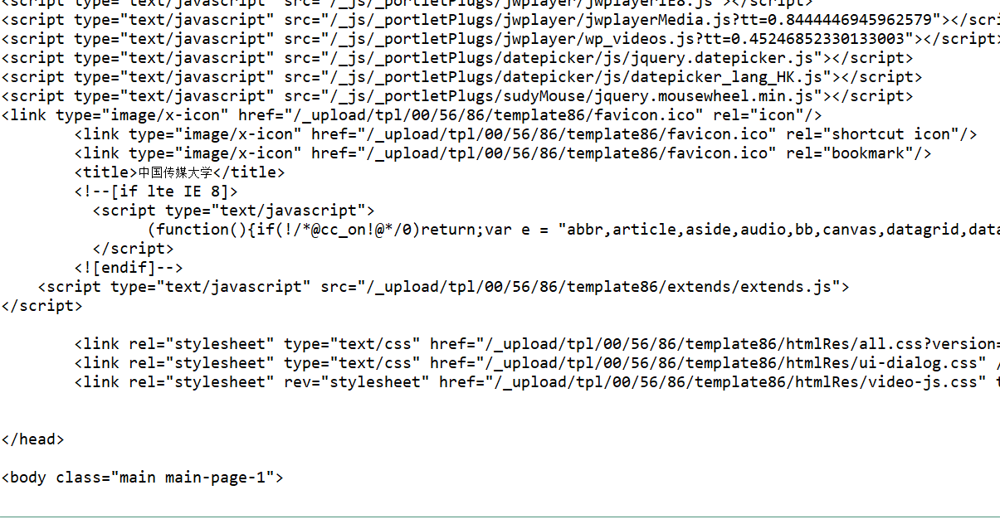 <script type="text/javascript" src="/_js/_portletPlugs/jwplayer/jwplayerIE8.js"></script>
<script type="text/javascript" src="/_js/_portletPlugs/jwplayer/jwplayerMedia.js?tt=0.8444446945962579"></scri
<script type="text/javascript" src="/_js/_portletPlugs/jwplayer/wp_videos.js?tt=0.45246852330133003"></script>
<script type="text/javascript" src="/_js/_portletPlugs/datepicker/js/jquery.datepicker.js"></script>
<script type="text/javascript" src="/_js/_portletPlugs/datepicker/js/datepicker_lang_HK.js"></script>
<script type="text/javascript" src="/_js/_portletPlugs/sudyMouse/jquery.mousewheel.min.js"></script>
<link type="image/x-icon" href="/_upload/tpl/00/56/86/template86/favicon.ico" rel="icon"/>
<link type="image/x-icon" href="/_upload/tpl/00/56/86/template86/favicon.ico" rel="shortcut icon"/>
<link type="image/x-icon" href="/_upload/tpl/00/56/86/template86/favicon.ico" rel="bookmark"/>
<title>中国传媒大学</title>
<!--[if lte IE 8]>
<script type="text/javascript">
(function(){if(!/*@cc_on!@*/0)return;var e = "abbr,article,aside,audio,bb,canvas,datagrid,data
</script>
<![endif]-->
<script type="text/javascript" src="/_upload/tpl/00/56/86/template86/extends/extends.js">
</script>
<link rel="stylesheet" type="text/css" href="/_upload/tpl/00/56/86/template86/htmlRes/all.css?version=
<link rel="stylesheet" type="text/css" href="/_upload/tpl/00/56/86/template86/htmlRes/ui-dialog.css" /
<link rel="stylesheet" rev="stylesheet" href="/_upload/tpl/00/56/86/template86/htmlRes/video-js.css" t
</head>
<body class="main main-page-1">